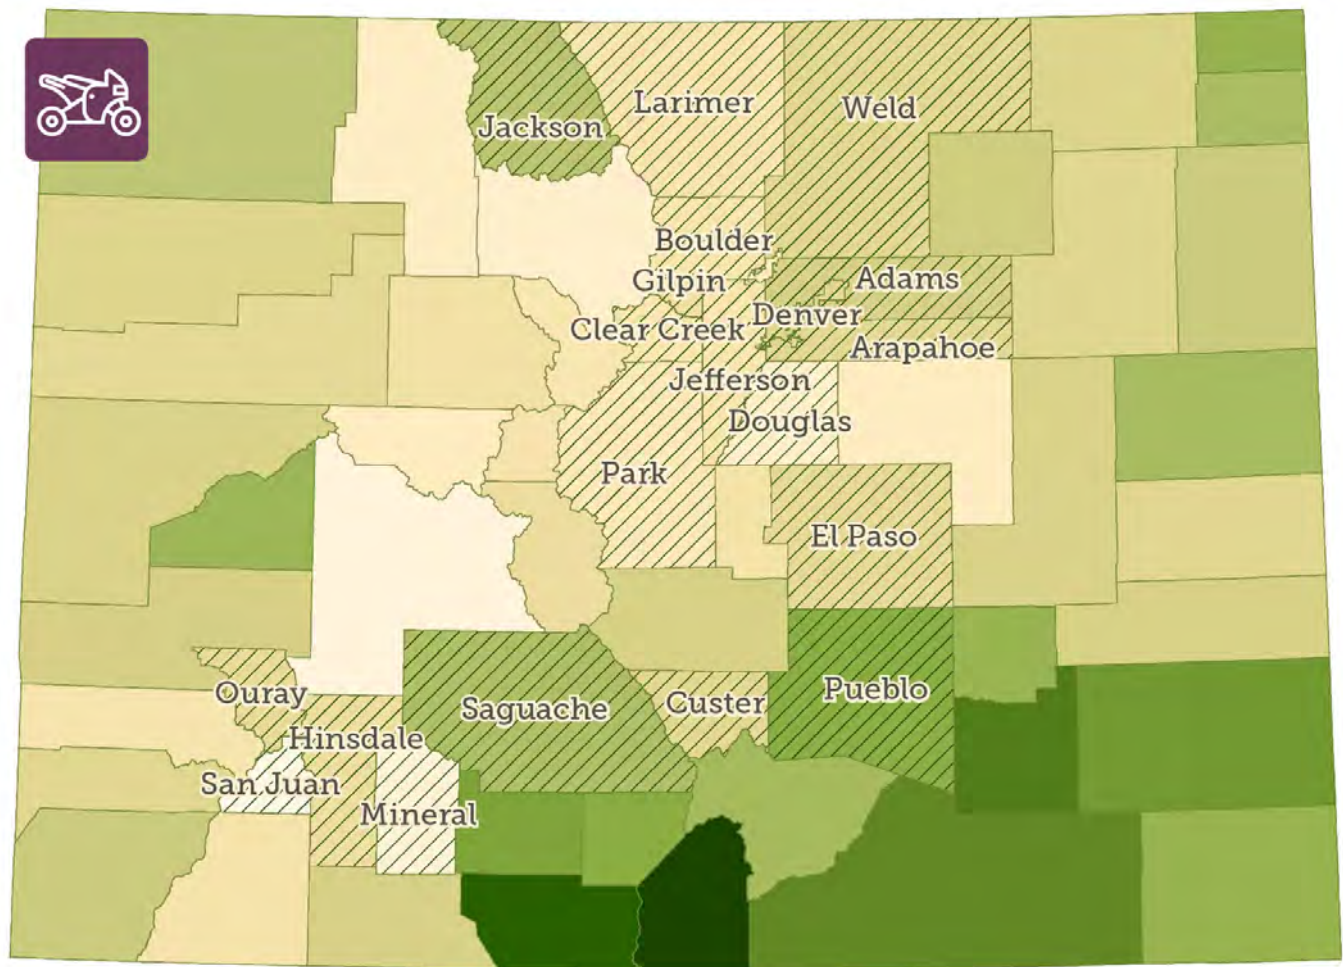 Larimer
Weld
Jackson
Boulder
Gilpin
Adams
Denver
Clear Creek
Arapahoe
Jefferson
Douglas
Park
El Paso
Ouray
Saguache
Custer
Pueblo
Hinsdale
San Juan
Mineral